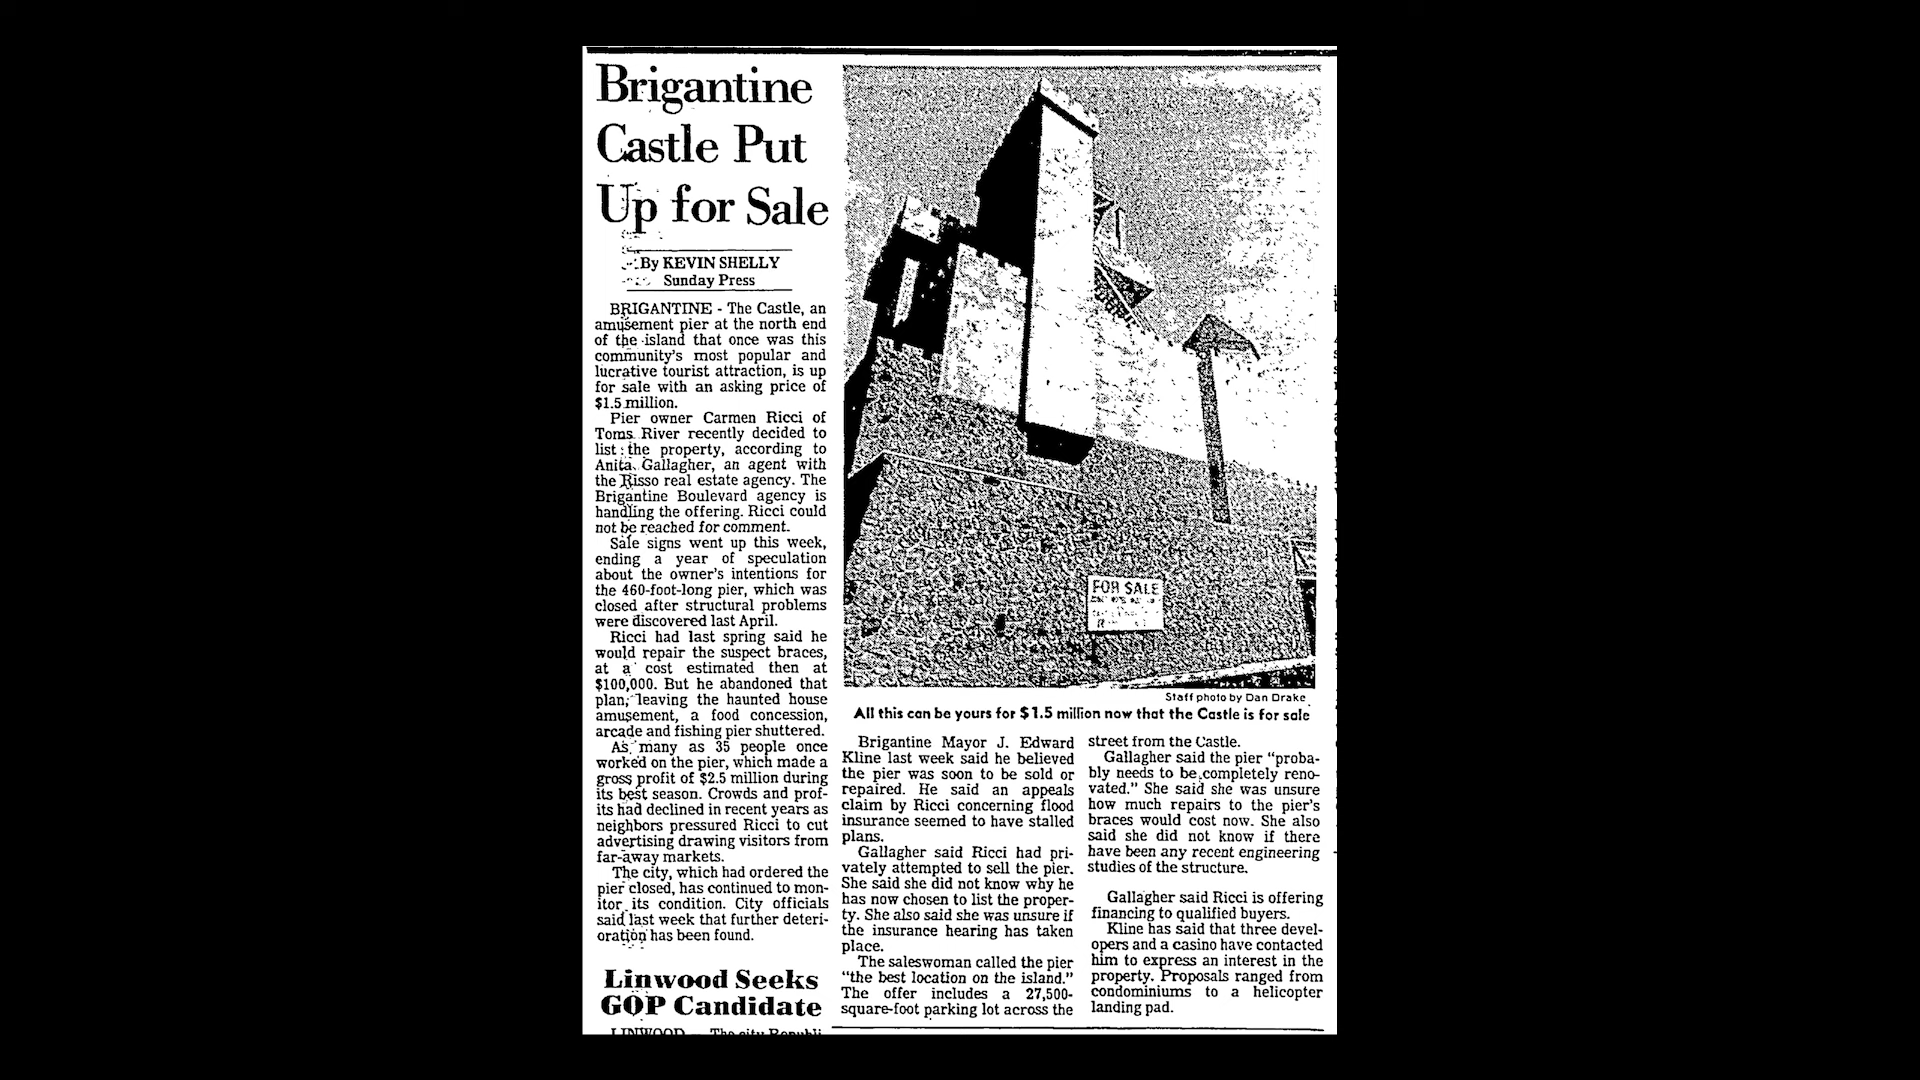 Brigantine
Castle Put
Up for Sale
By KEVIN SHELLY
Sunday Press
BRIGANTINE - The Castle, an
amusement pier at the north end
of the island that once was this
community's most popular and
lucrative tourist attraction, is up
for sale with an asking price of
$1.5 million.
Pier owner Carmen Ricci of
Toms River recently decided to
list the property, according to
Anita Gallagher, an agent with
the Risso real estate agency. The
Brigantine Boulevard agency is
handling the offering. Ricci could
not be reached for comment.
Sale signs went up this week,
ending a year of speculation
about the owner's intentions for
the 460-foot-long pier, which was
closed after structural problems
were discovered last April.
Ricci had last spring said he
would repair the suspect braces,
at a cost estimated then at
$100,000. But he abandoned that
plan, leaving the haunted house
amusement, a food concession,
arcade and fishing pier shuttered.
As many as 35 people once
worked on the pier, which made a
gross profit of $2.5 million during
its best season. Crowds and prof-
its had declined in recent years as
neighbors pressured Ricci to cut
advertising drawing visitors from
far-away markets.
The city, which had ordered the
pier closed, has continued to mon-
itor its condition. City officials
said last week that further deteri-
oration has been found.
Linwood Seeks
GOP Candidate
LINWOOD — The city Republi-
FOR SALE
Staff photo by Dan Drake
All this can be yours for $1.5 million now that the Castle is for sale
Brigantine Mayor J. Edward
Kline last week said he believed
the pier was soon to be sold or
repaired. He said an appeals
claim by Ricci concerning flood
insurance seemed to have stalled
plans.
Gallagher said Ricci had pri-
vately attempted to sell the pier.
She said she did not know why he
has now chosen to list the proper-
ty. She also said she was unsure if
the insurance hearing has taken
place.
The saleswoman called the pier
"the best location on the island."
The offer includes a 27,500-
square-foot parking lot across the
street from the Castle.
Gallagher said the pier "proba-
bly needs to be completely reno-
vated." She said she was unsure
how much repairs to the pier's
braces would cost now. She also
said she did not know if there
have been any recent engineering
studies of the structure.
Gallagher said Ricci is offering
financing to qualified buyers.
Kline has said that three devel-
opers and a casino have contacted
him to express an interest in the
property. Proposals ranged from
condominiums to a helicopter
landing pad.